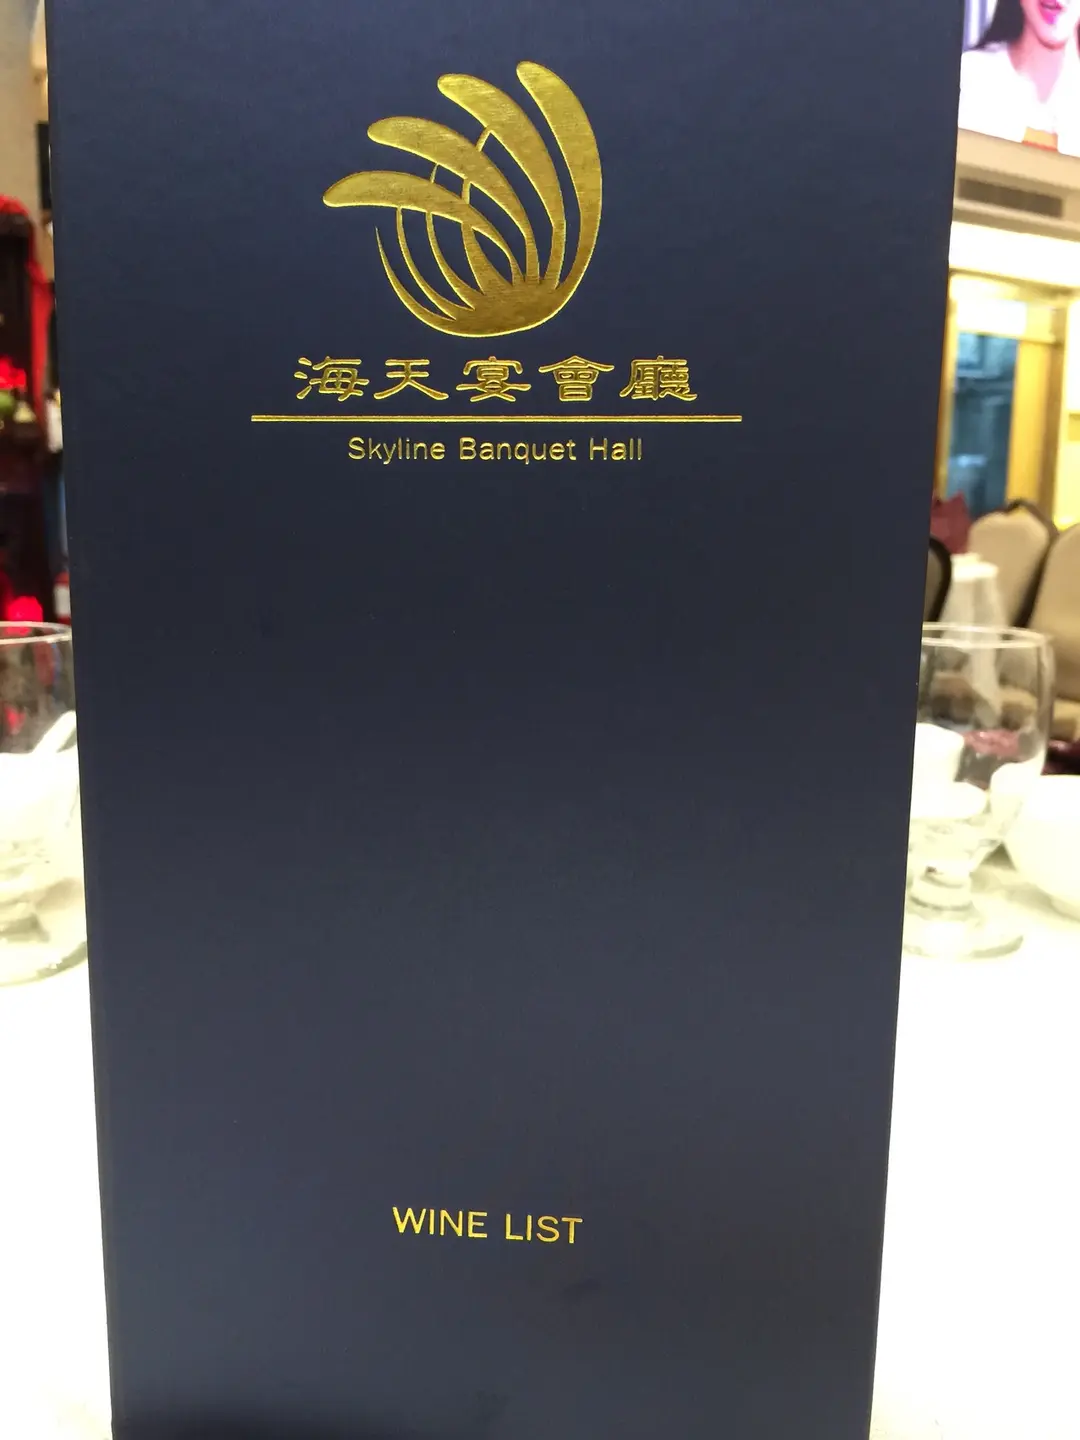 海天宴會廳
Skyline Banquet Hall
WINE LIST